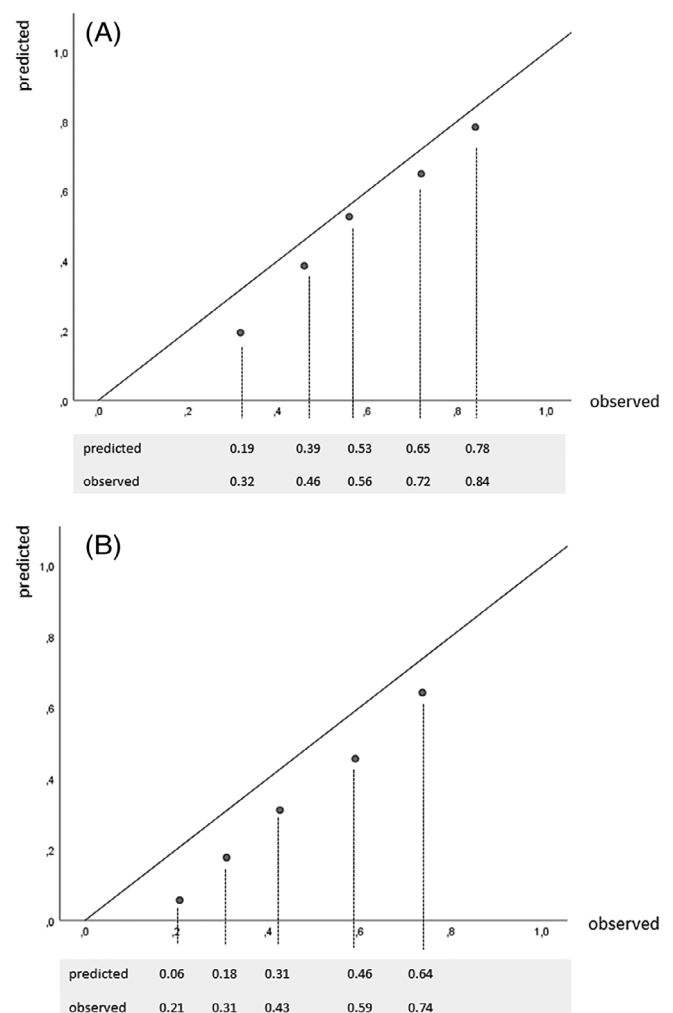 predicted
(A)
1,0
,8
,6
,4
,2
,0
,0 ,2 ,4 ,6 ,8 1,0
observed
predicted 0.19 0.39 0.53 0.65 0.78
observed 0.32 0.46 0.56 0.72 0.84
predicted
(B)
1,0
,8
,6
,4
,2
,0
,0 ,2 ,4 ,6 ,8 1,0
observed
predicted 0.06 0.18 0.31 0.46 0.64
observed 0.21 0.31 0.43 0.59 0.74